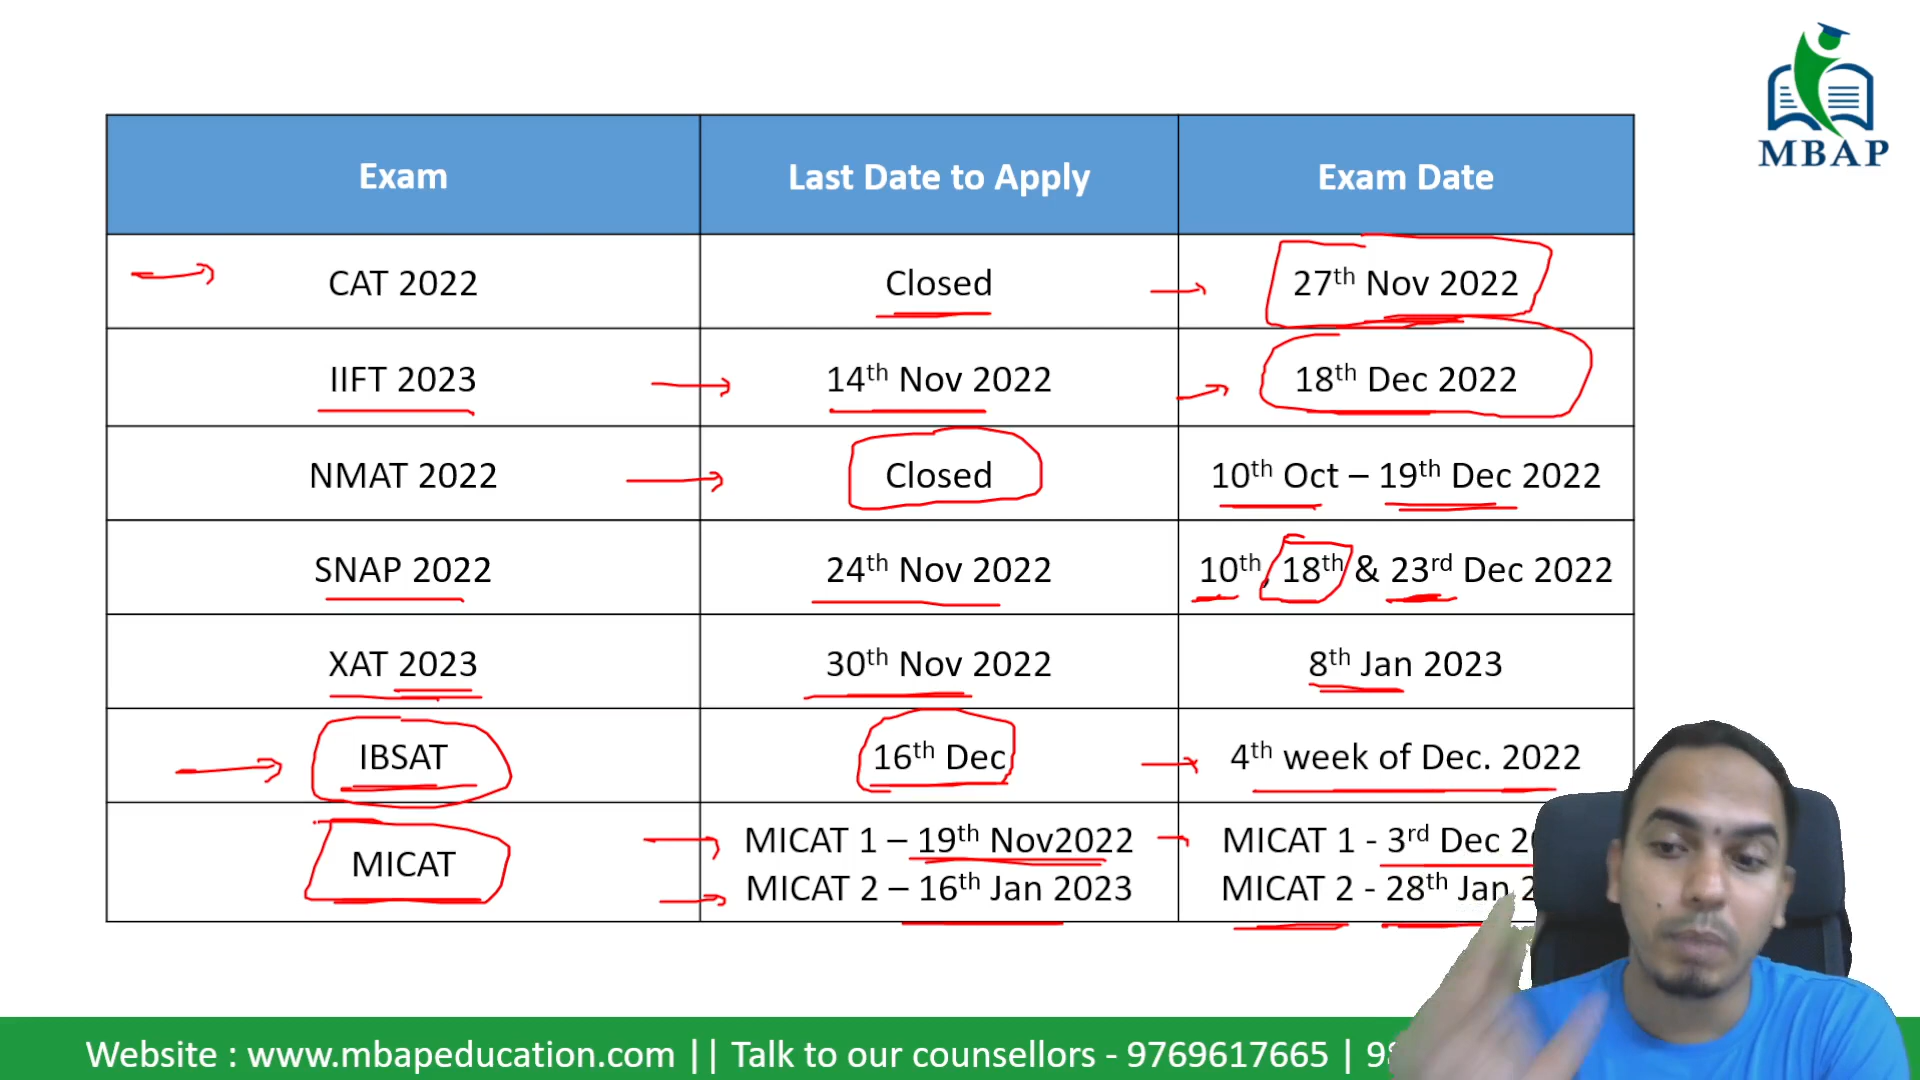 MBAP
Exam Last Date to Apply Exam Date
CAT 2022 Closed 27th Nov 2022
IIFT 2023 14th Nov 2022 18th Dec 2022
NMAT 2022 Closed 10th Oct – 19th Dec 2022
SNAP 2022 24th Nov 2022 10th, 18th & 23rd Dec 2022
XAT 2023 30th Nov 2022 8th Jan 2023
IBSAT 16th Dec 4th week of Dec. 2022
MICAT
MICAT 1 – 19th Nov2022 MICAT 1 - 3rd Dec
MICAT 2 – 16th Jan 2023 MICAT 2 - 28th Jan
Website : www.mbapeducation.com || Talk to our counsellors - 9769617665 |